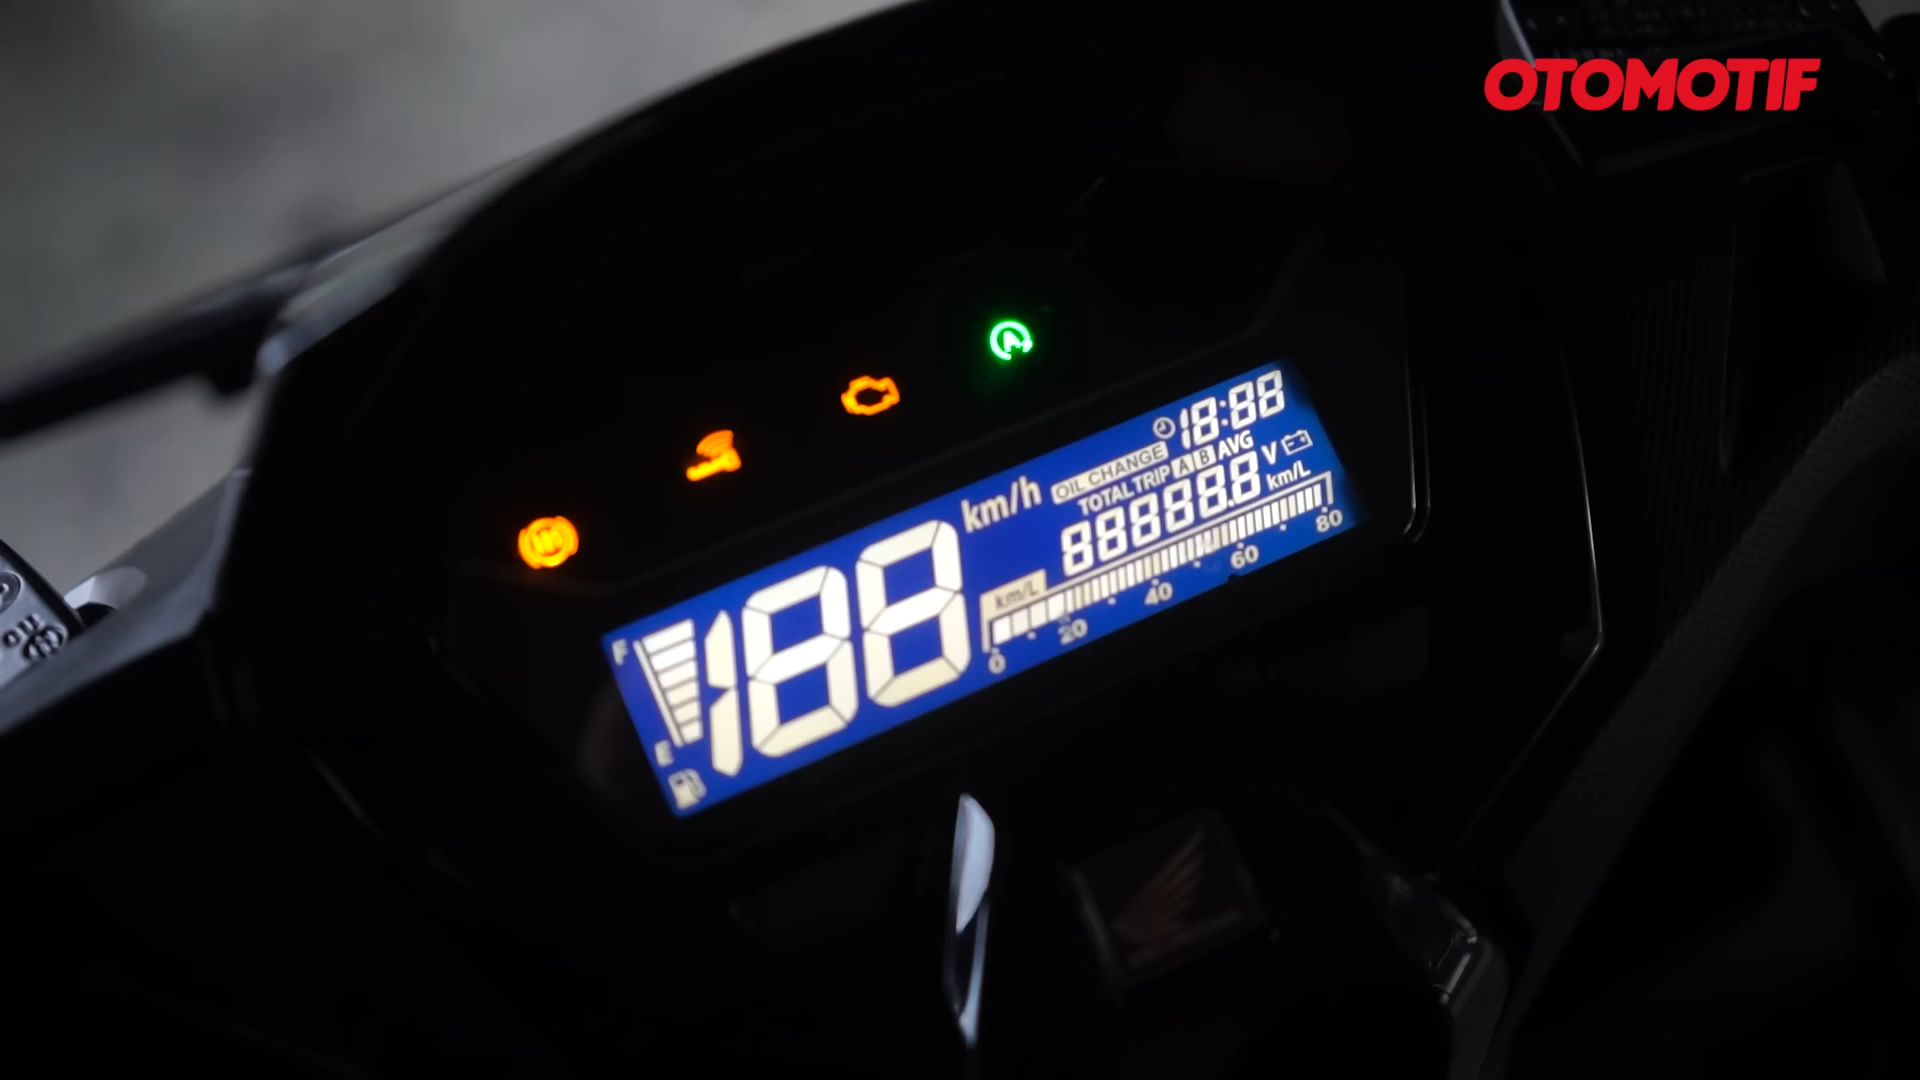 OTOMOTIF
18:88
OIL CHANGE
TOTAL TRIP A B AVG
88888.8 V
km/L
km/h
188
F
E
km/L
0 20 40 60 80